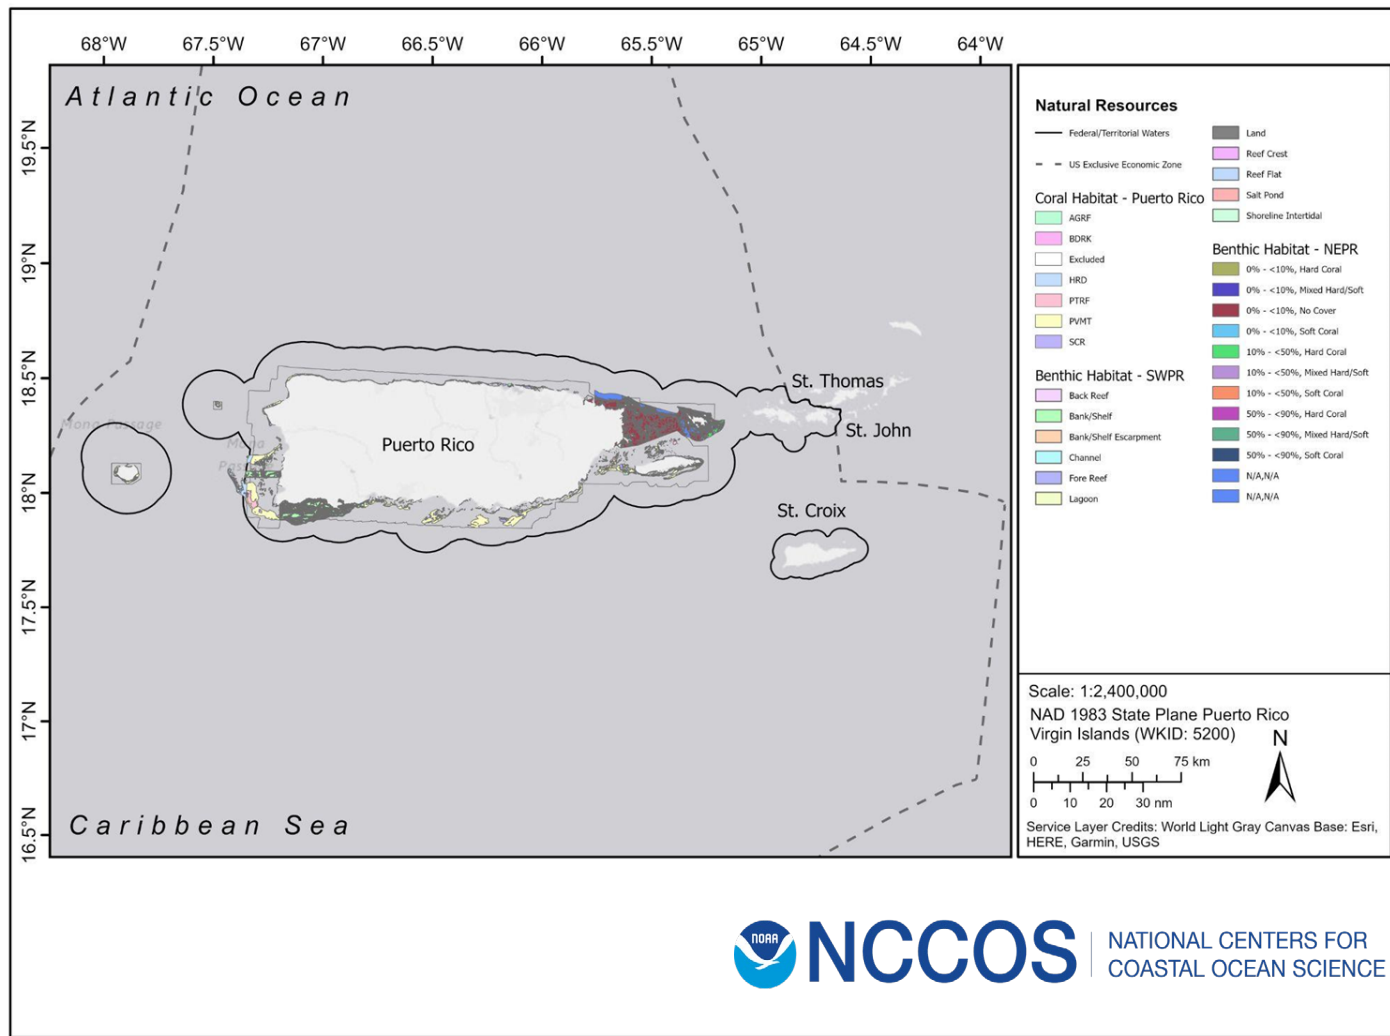 68°W 67.5°W 67°W 66.5°W 66°W 65.5°W 65°W 64.5°W 64°W
19.5°N
19°N
18.5°N
18°N
17.5°N
17°N
16.5°N
Atlantic Ocean
Mona Passage
Mona
Pas
Puerto Rico
St. Thomas
St. John
St. Croix
Caribbean Sea
Natural Resources
Federal/Territorial Waters
US Exclusive Economic Zone
Coral Habitat - Puerto Rico
AGRF
BDRK
Excluded
HRD
PTRF
PVMT
SCR
Benthic Habitat - SWPR
Back Reef
Bank/Shelf
Bank/Shelf Escarpment
Channel
Fore Reef
Lagoon
Land
Reef Crest
Reef Flat
Salt Pond
Shoreline Intertidal
Benthic Habitat - NEPR
0% - <10%, Hard Coral
0% - <10%, Mixed Hard/Soft
0% - <10%, No Cover
0% - <10%, Soft Coral
10% - <50%, Hard Coral
10% - <50%, Mixed Hard/Soft
10% - <50%, Soft Coral
50% - <90%, Hard Coral
50% - <90%, Mixed Hard/Soft
50% - <90%, Soft Coral
N/A,N/A
N/A,N/A
Scale: 1:2,400,000
NAD 1983 State Plane Puerto Rico
Virgin Islands (WKID: 5200)
N
0 25 50 75 km
0 10 20 30 nm
Service Layer Credits: World Light Gray Canvas Base: Esri,
HERE, Garmin, USGS
NOAA
NCCOS
NATIONAL CENTERS FOR
COASTAL OCEAN SCIENCE